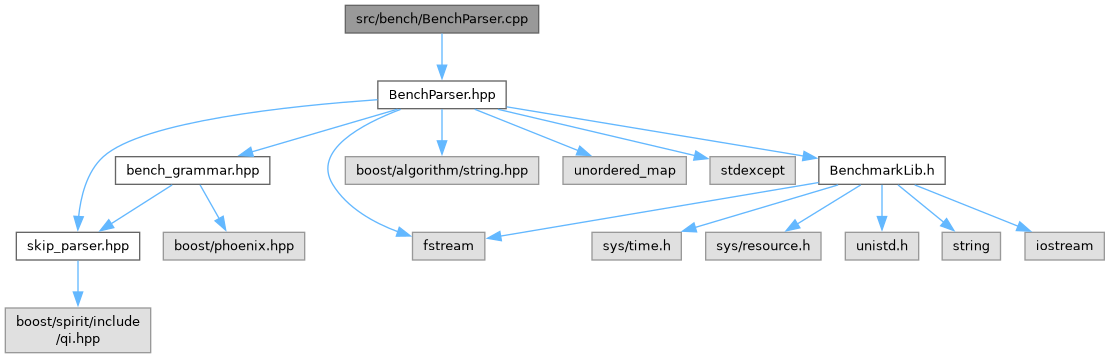 src/bench/BenchParser.cpp
BenchParser.hpp
bench_grammar.hpp
boost/algorithm/string.hpp
unordered_map
stdexcept
BenchmarkLib.h
skip_parser.hpp
boost/phoenix.hpp
fstream
sys/time.h
sys/resource.h
unistd.h
string
iostream
boost/spirit/include
/qi.hpp